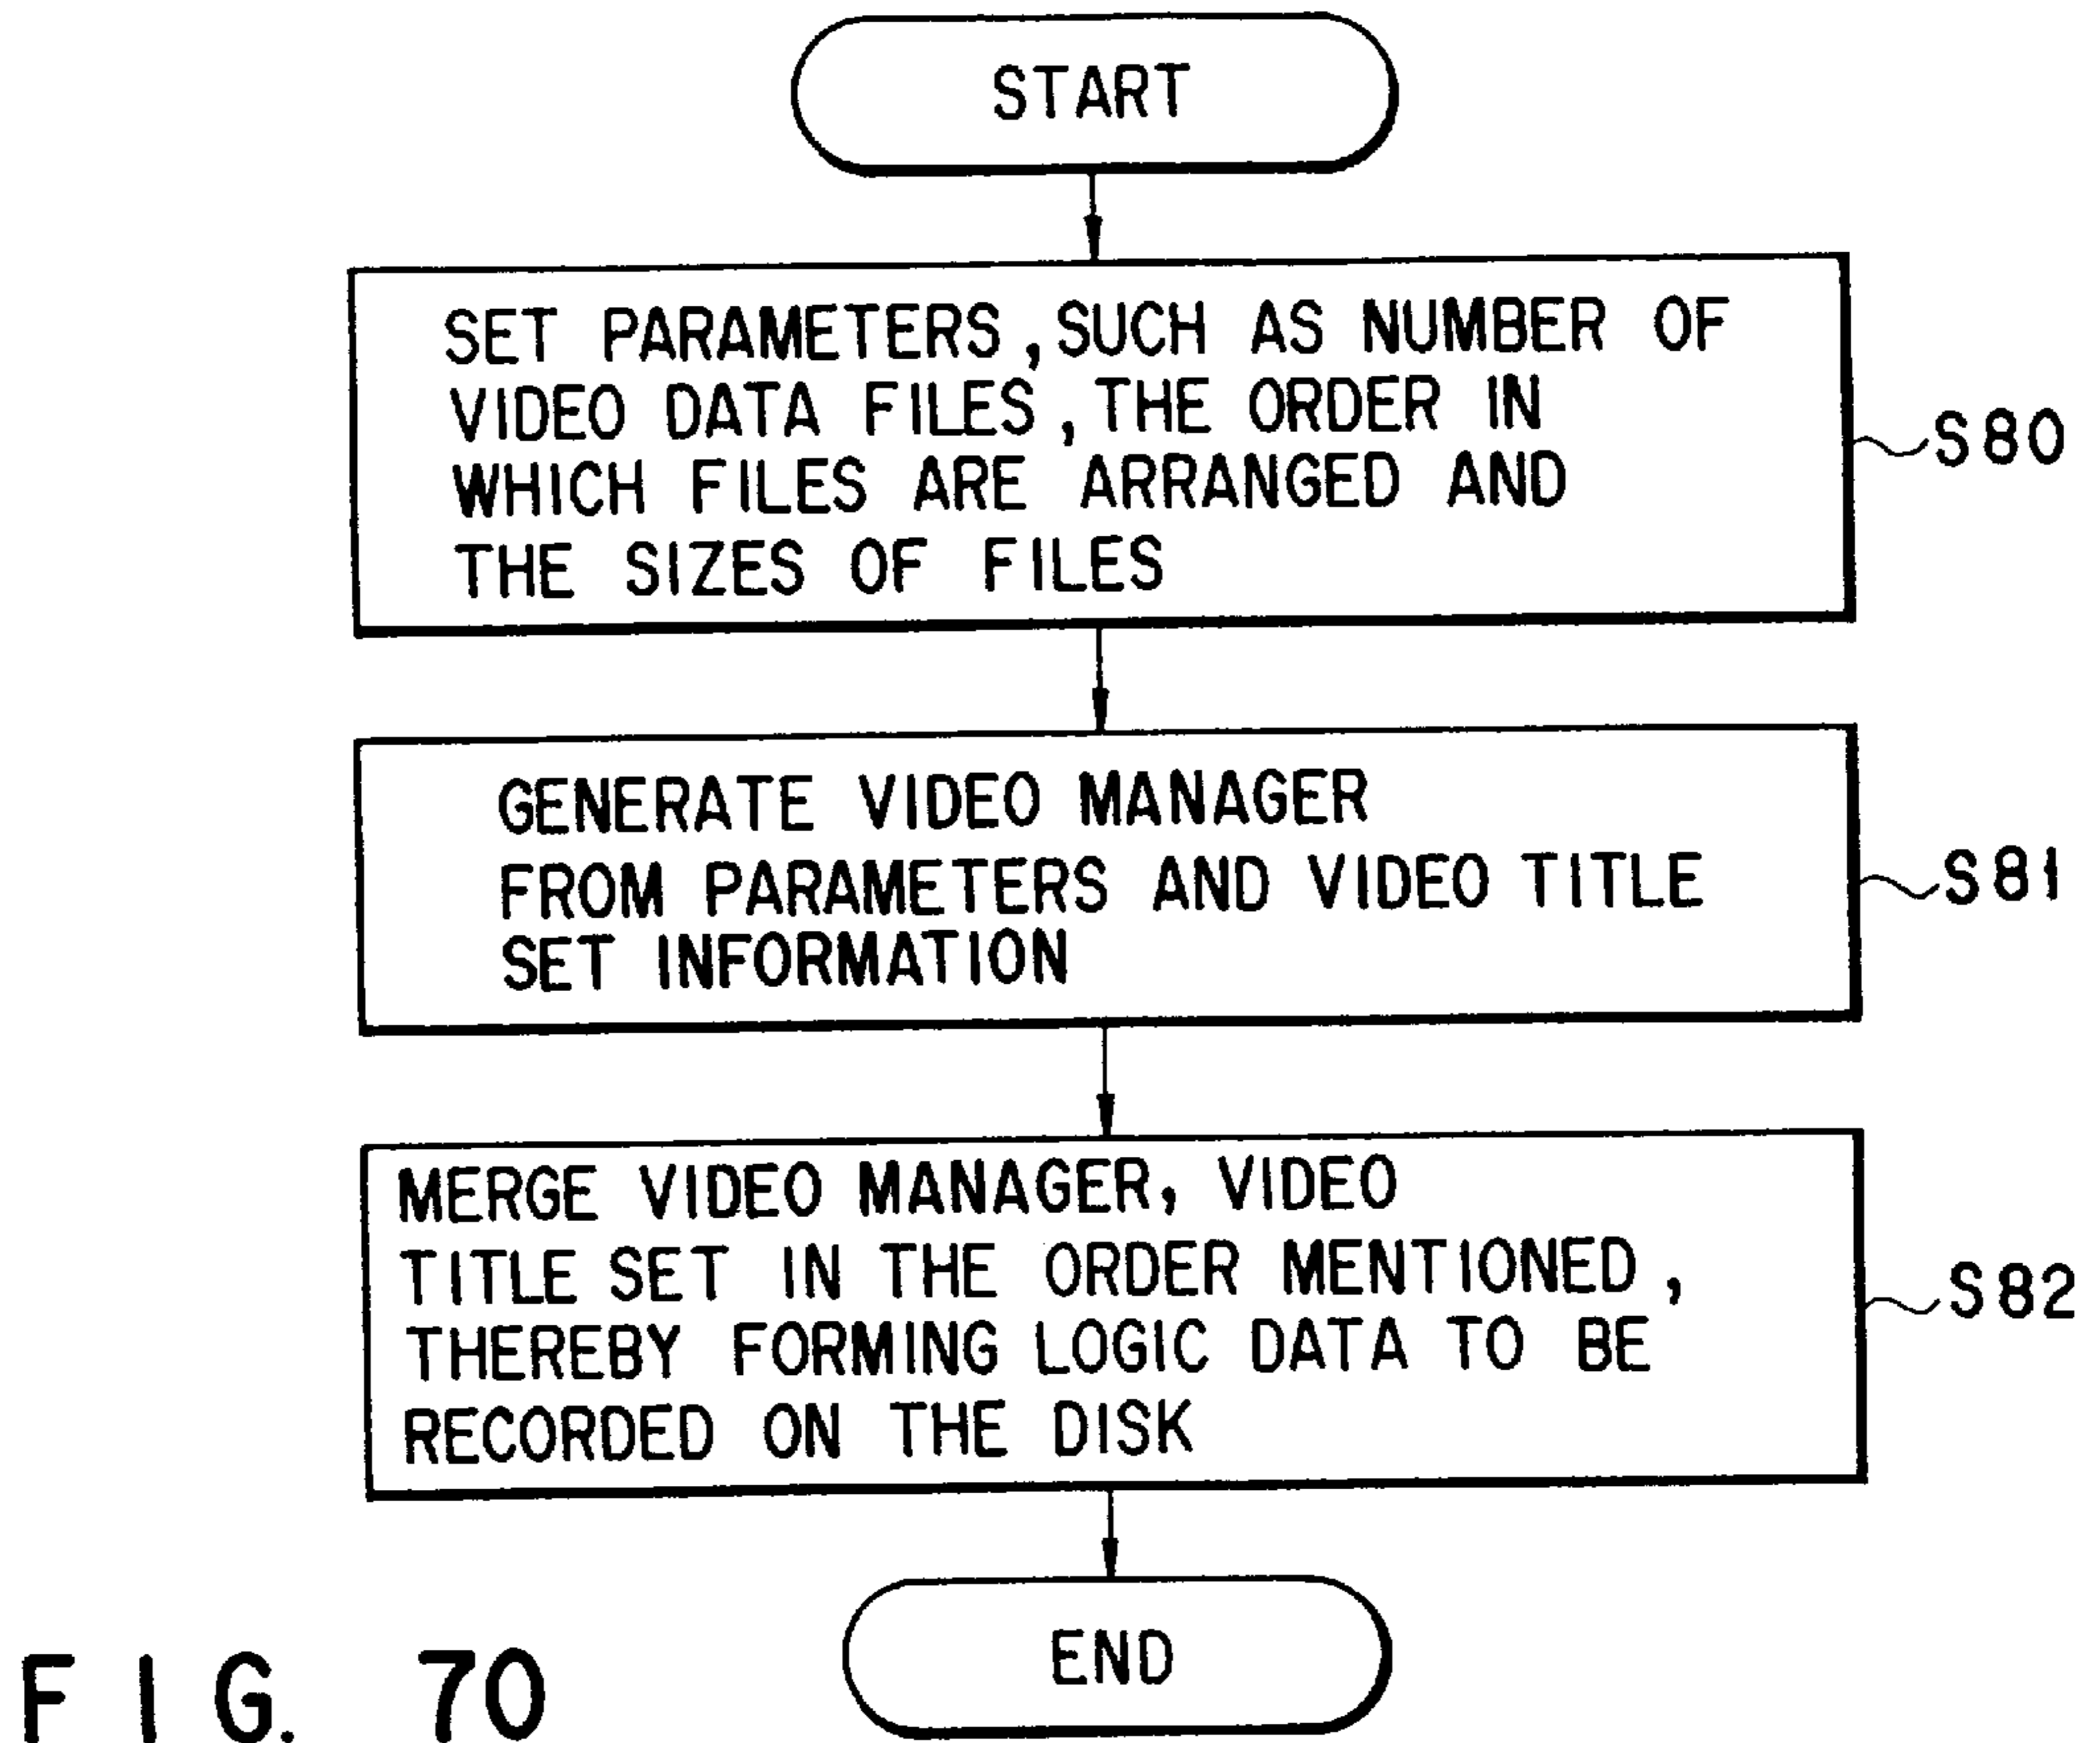 START
SET PARAMETERS, SUCH AS NUMBER OF
VIDEO DATA FILES, THE ORDER IN
WHICH FILES ARE ARRANGED AND
THE SIZES OF FILES
S80
GENERATE VIDEO MANAGER
FROM PARAMETERS AND VIDEO TITLE
SET INFORMATION
S81
MERGE VIDEO MANAGER, VIDEO
TITLE SET IN THE ORDER MENTIONED,
THEREBY FORMING LOGIC DATA TO BE
RECORDED ON THE DISK
S82
END
FIG. 70